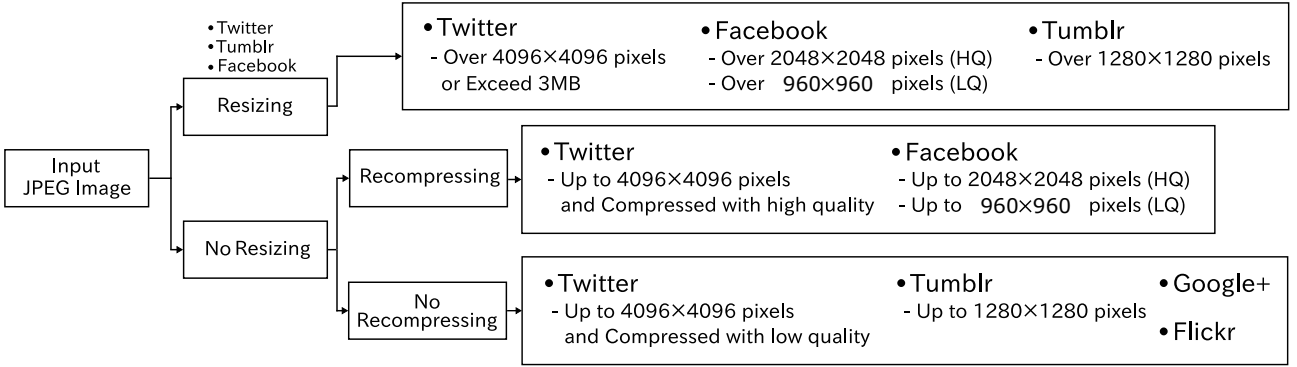 • Twitter
• Tumblr
• Facebook
Resizing
• Twitter
- Over 4096×4096 pixels
or Exceed 3MB
• Facebook
- Over 2048×2048 pixels (HQ)
- Over 960×960 pixels (LQ)
• Tumblr
- Over 1280×1280 pixels
Input
JPEG Image
No Resizing
Recompressing
• Twitter
- Up to 4096×4096 pixels
and Compressed with high quality
• Facebook
- Up to 2048×2048 pixels (HQ)
- Up to 960×960 pixels (LQ)
No
Recompressing
• Twitter
- Up to 4096×4096 pixels
and Compressed with low quality
• Tumblr
- Up to 1280×1280 pixels
• Google+
• Flickr